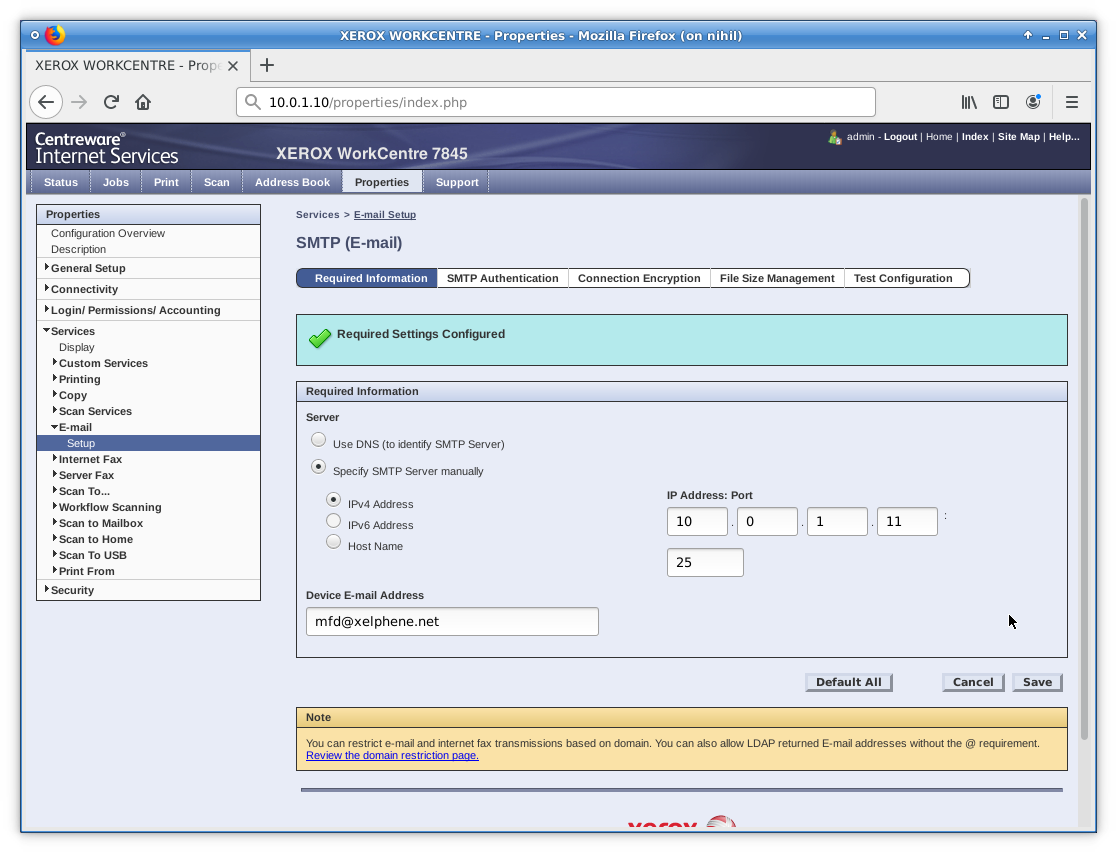 XEROX WORKCENTRE - Properties - Mozilla Firefox (on nihil)
XEROX WORKCENTRE - Prope
10.0.1.10/properties/index.php
Centreware®
Internet Services
XEROX WorkCentre 7845
admin - Logout | Home | Index | Site Map | Help...
Status Jobs Print Scan Address Book Properties Support
Properties
Configuration Overview
Description
General Setup
Connectivity
Login/ Permissions/ Accounting
Services
Display
Custom Services
Printing
Copy
Scan Services
E-mail
Setup
Internet Fax
Server Fax
Scan To...
Workflow Scanning
Scan to Mailbox
Scan to Home
Scan To USB
Print From
Security
Services > E-mail Setup
SMTP (E-mail)
Required Information SMTP Authentication Connection Encryption File Size Management Test Configuration
Required Settings Configured
Required Information
Server
Use DNS (to identify SMTP Server)
Specify SMTP Server manually
IPv4 Address
IPv6 Address
Host Name
IP Address: Port
10 . 0 . 1 . 11 :
25
Device E-mail Address
mfd@xelphene.net
Default All Cancel Save
Note
You can restrict e-mail and internet fax transmissions based on domain. You can also allow LDAP returned E-mail addresses without the @ requirement.
Review the domain restriction page.
xerox